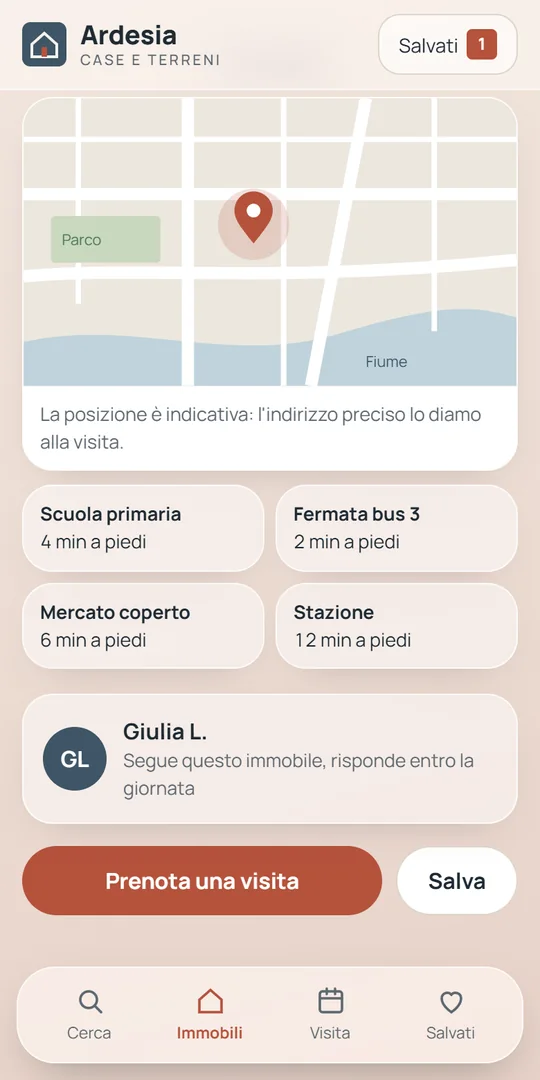 Ardesia
CASE E TERRENI
Salvati 1
Parco
Fiume
La posizione è indicativa: l'indirizzo preciso lo diamo
alla visita.
Scuola primaria
4 min a piedi
Fermata bus 3
2 min a piedi
Mercato coperto
6 min a piedi
Stazione
12 min a piedi
GL
Giulia L.
Segue questo immobile, risponde entro la
giornata
Prenota una visita
Salva
Cerca
Immobili
Visita
Salvati